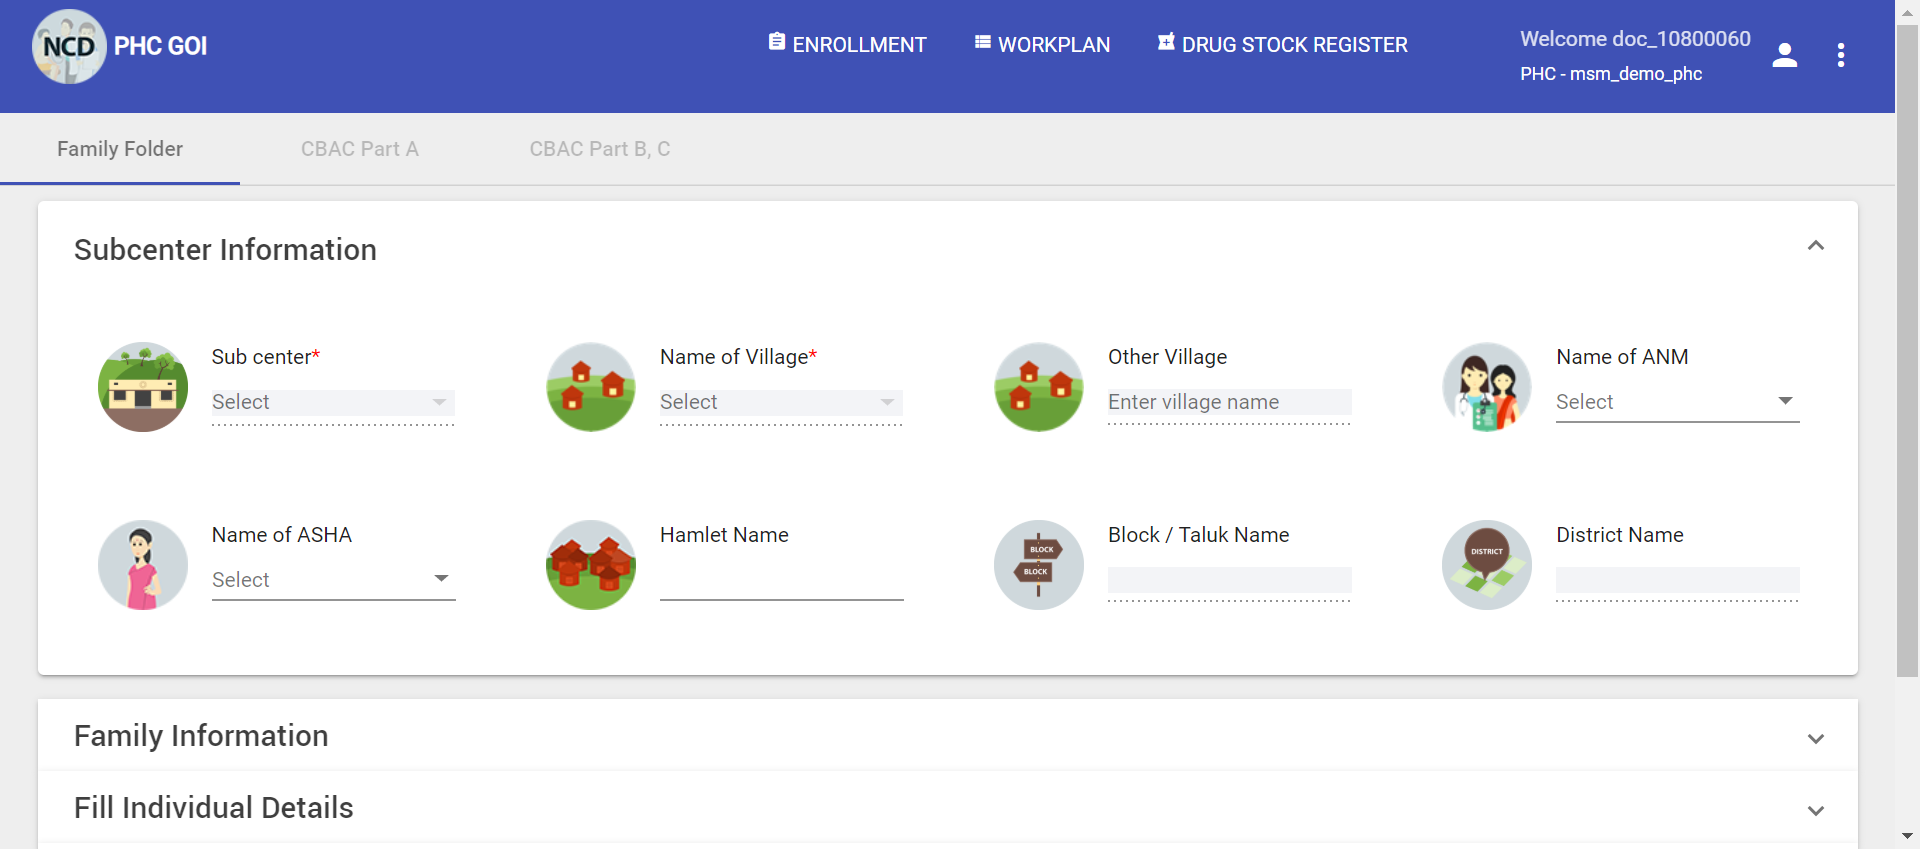 NCD PHC GOI
ENROLLMENT
WORKPLAN
DRUG STOCK REGISTER
Welcome doc_10800060
PHC - msm_demo_phc
Family Folder
CBAC Part A
CBAC Part B, C
Subcenter Information
Sub center*
Select
Name of Village*
Select
Other Village
Enter village name
Name of ANM
Select
Name of ASHA
Select
Hamlet Name
BLOCK
BLOCK
Block / Taluk Name
DISTRICT
District Name
Family Information
Fill Individual Details